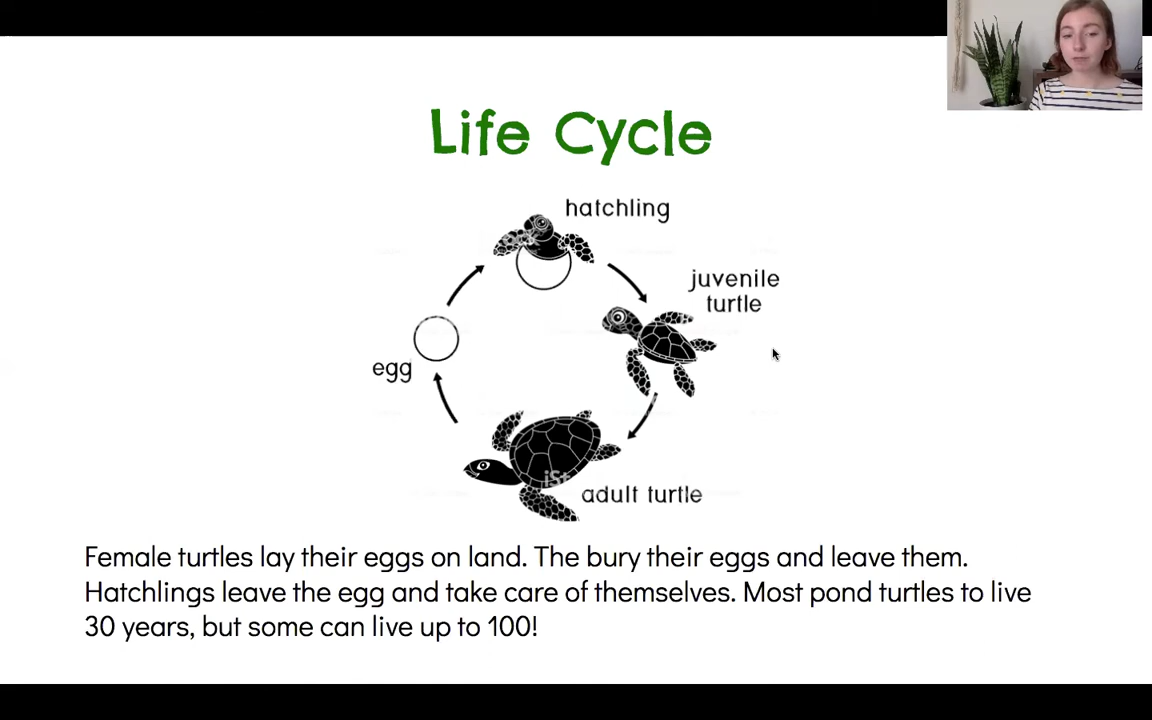 Life Cycle
hatchling
juvenile
turtle
egg
iSt
adult turtle
Female turtles lay their eggs on land. The bury their eggs and leave them.
Hatchlings leave the egg and take care of themselves. Most pond turtles to live
30 years, but some can live up to 100!